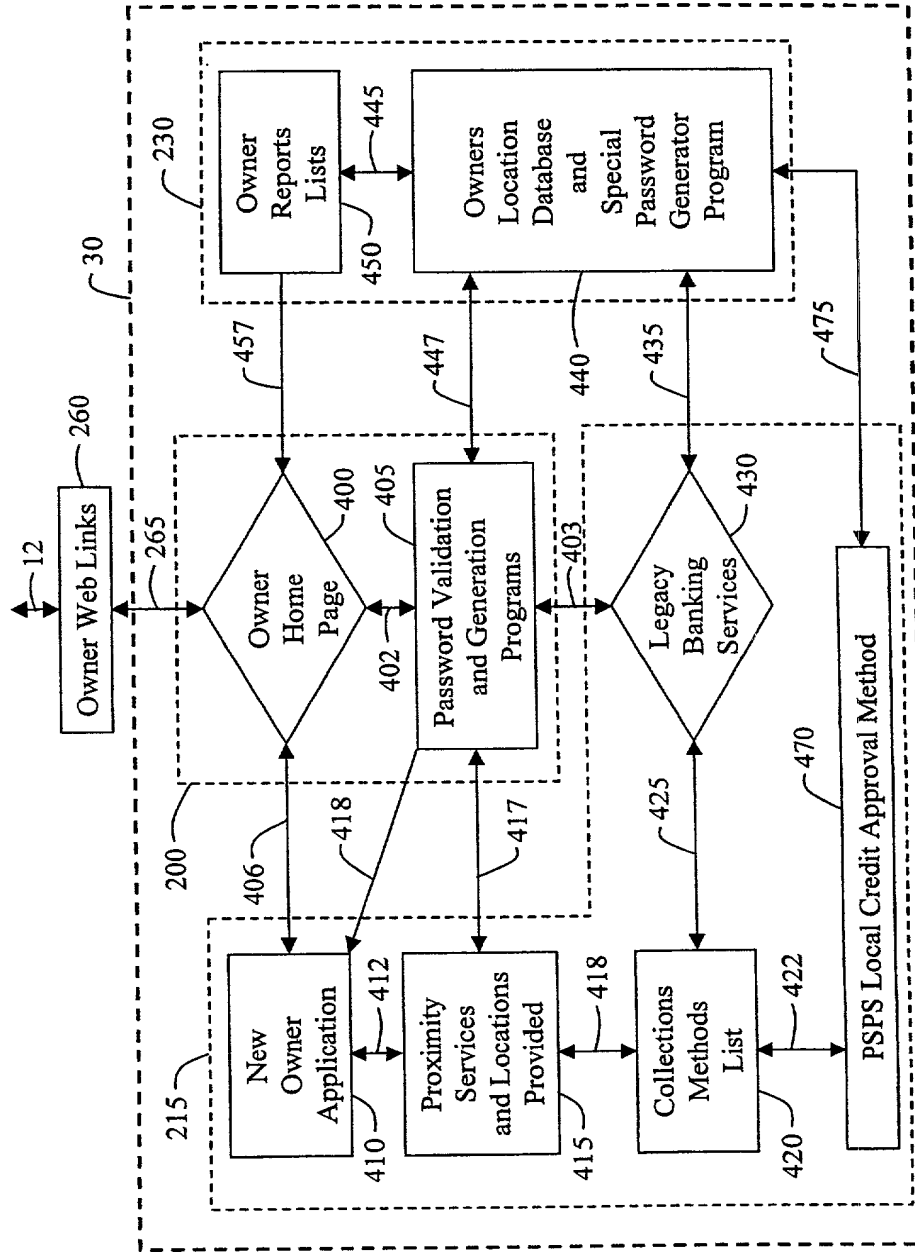 12
Owner Web Links
260
265
30
230
215
200
406
Owner
Home
Page
400
457
Owner
Reports
Lists
450
445
New
Owner
Application
410
418
402
Password Validation
and Generation
Programs
405
447
Owners
Location
Database
and
Special
Password
Generator
Program
440
412
Proximity
Services
and Locations
Provided
415
417
403
418
Collections
Methods
List
420
425
Legacy
Banking
Services
430
435
422
PSPS Local Credit Approval Method
470
475